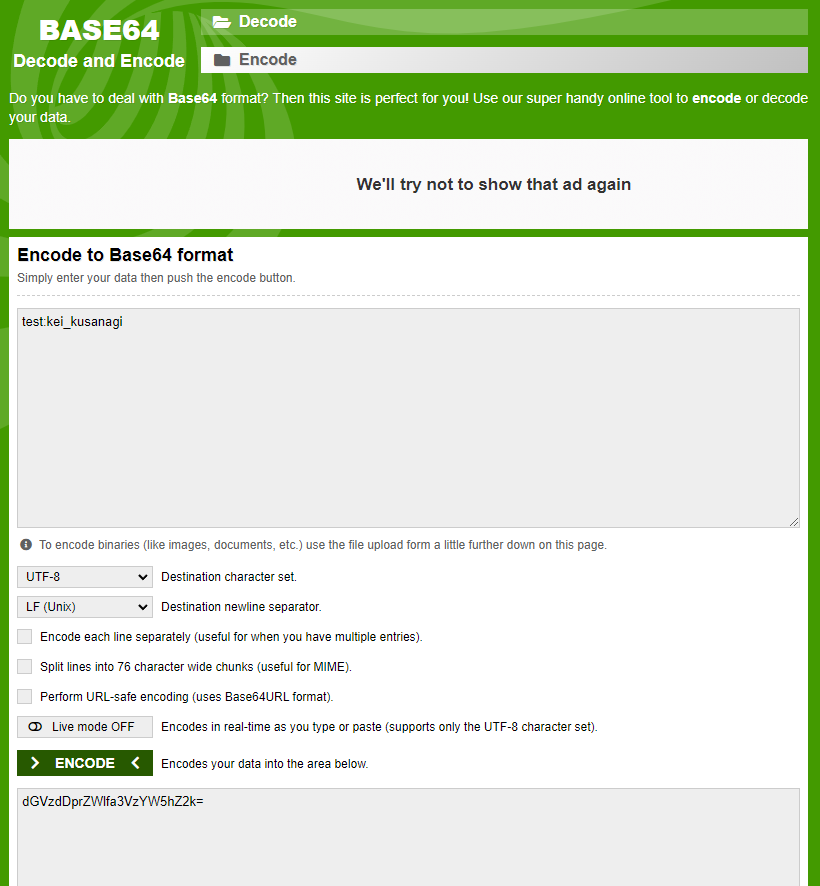 BASE64
Decode and Encode
Decode
Encode
Do you have to deal with Base64 format? Then this site is perfect for you! Use our super handy online tool to encode or decode
your data.
We'll try not to show that ad again
Encode to Base64 format
Simply enter your data then push the encode button.
test:kei_kusanagi
To encode binaries (like images, documents, etc.) use the file upload form a little further down on this page.
UTF-8 Destination character set.
LF (Unix) Destination newline separator.
Encode each line separately (useful for when you have multiple entries).
Split lines into 76 character wide chunks (useful for MIME).
Perform URL-safe encoding (uses Base64URL format).
Live mode OFF Encodes in real-time as you type or paste (supports only the UTF-8 character set).
ENCODE Encodes your data into the area below.
dGVzdDprZWlfa3VzYW5hZ2k=